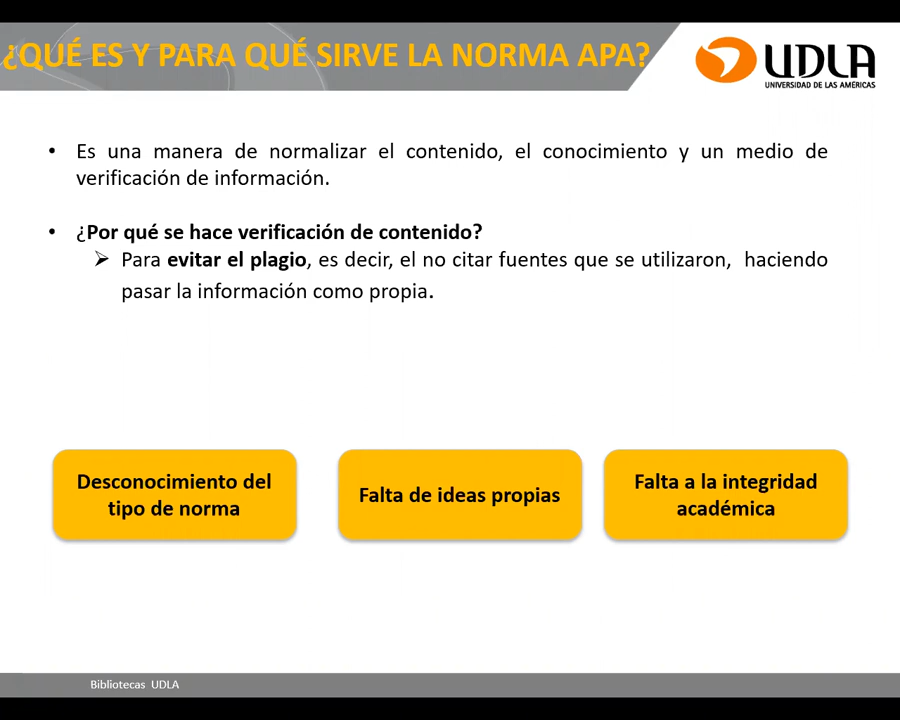 ¿QUÉ ES Y PARA QUÉ SIRVE LA NORMA APA?
UDLA
UNIVERSIDAD DE LAS AMÉRICAS
• Es una manera de normalizar el contenido, el conocimiento y un medio de
verificación de información.
• ¿Por qué se hace verificación de contenido?
➢ Para evitar el plagio, es decir, el no citar fuentes que se utilizaron, haciendo
pasar la información como propia.
Desconocimiento del
tipo de norma
Falta de ideas propias
Falta a la integridad
académica
Bibliotecas UDLA